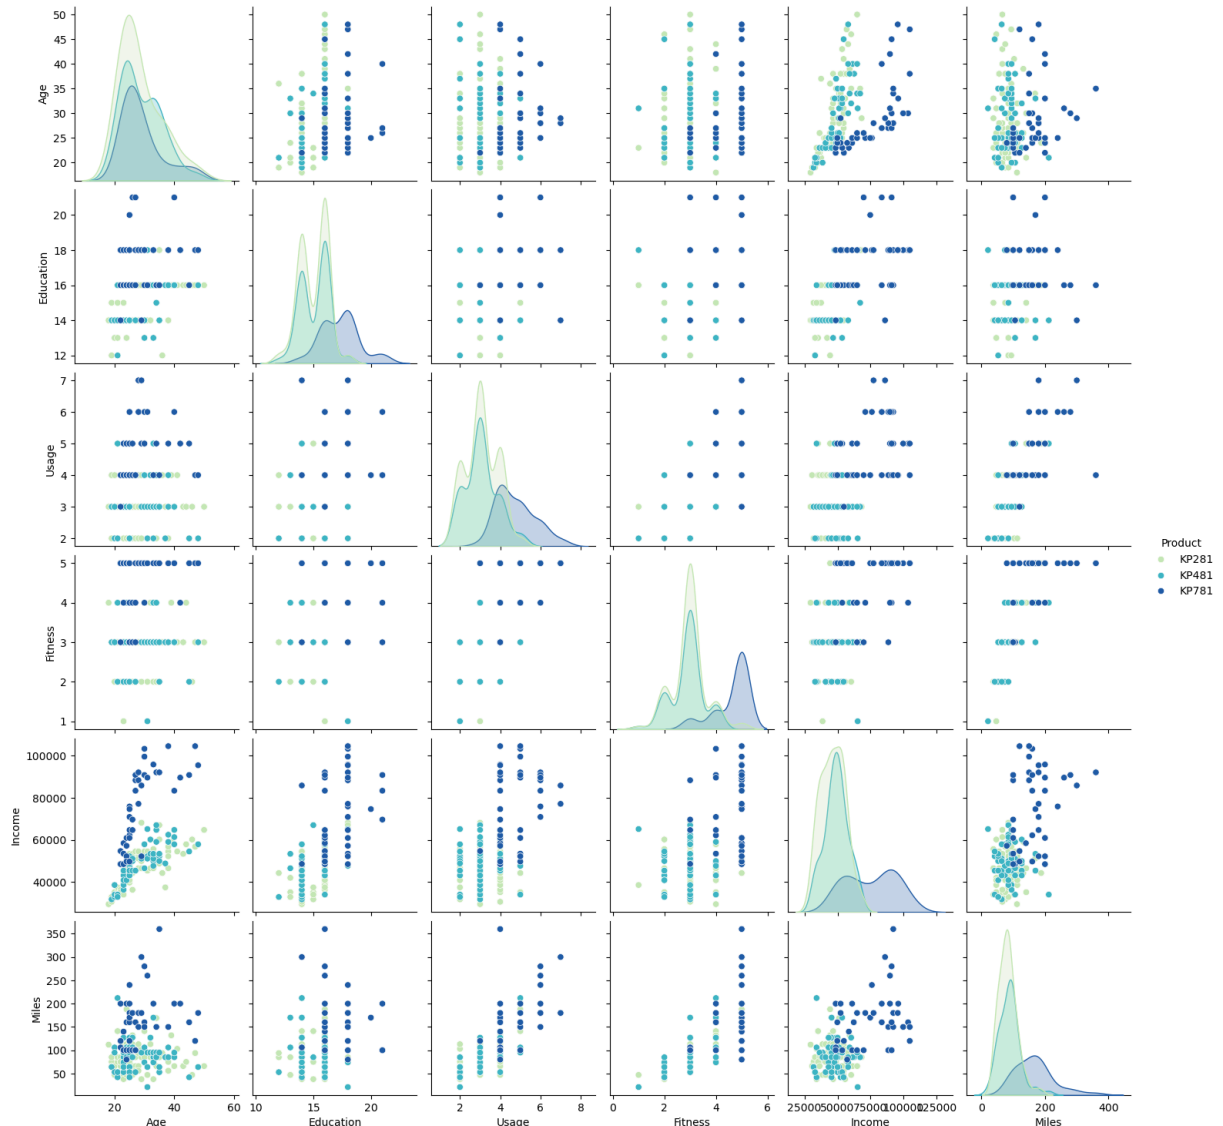 50
45
40
35
30
25
20
Age
20
18
16
14
12
Education
7
6
5
4
3
2
Usage
Product
KP281
KP481
KP781
5
4
3
2
1
Fitness
100000
80000
60000
40000
Income
350
300
250
200
150
100
50
Miles
20 40 60 10 15 20 2 4 6 8 0 2 4 6 25000 50000 75000 100000 125000 0 200 400
Age Education Usage Fitness Income Miles